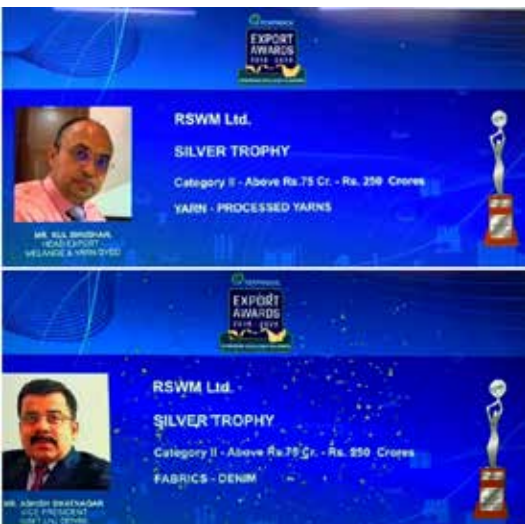 TEXPROCIL
EXPORT
AWARDS
RSWM Ltd.
SILVER TROPHY
Category II - Above Rs.75 Cr. - Rs. 250 Crores
YARN - PROCESSED YARNS
MR. KUL BHUSHAN
HEAD EXPORT
MELANGE & YARN DYED
EXPORT
AWARDS
RSWM Ltd.
SILVER TROPHY
Category II - Above Rs.75 Cr. - Rs. 250 Crores
FABRICS - DENIM
MR. ASHISH BHATNAGAR
VICE PRESIDENT